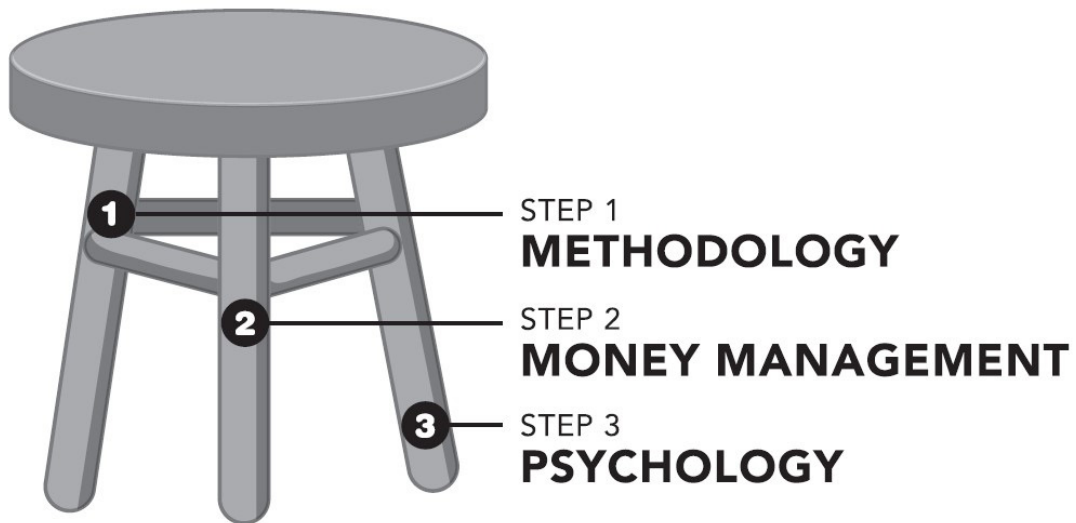 1
STEP 1
METHODOLOGY
2
STEP 2
MONEY MANAGEMENT
3
STEP 3
PSYCHOLOGY